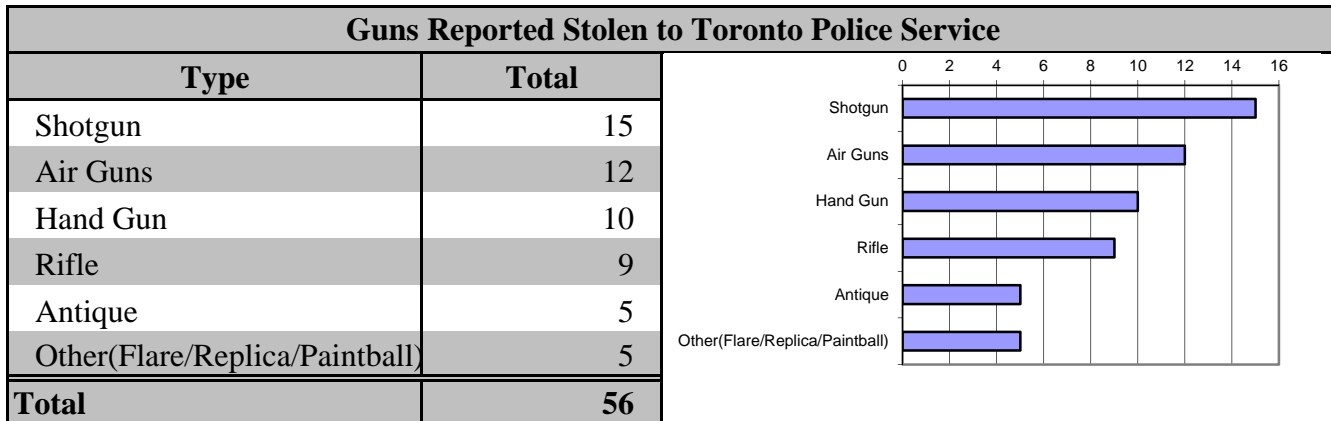 Guns Reported Stolen to Toronto Police Service
Type Total
Shotgun 15
Air Guns 12
Hand Gun 10
Rifle 9
Antique 5
Other(Flare/Replica/Paintball) 5
Total 56
0 2 4 6 8 10 12 14 16
Shotgun
Air Guns
Hand Gun
Rifle
Antique
Other(Flare/Replica/Paintball)